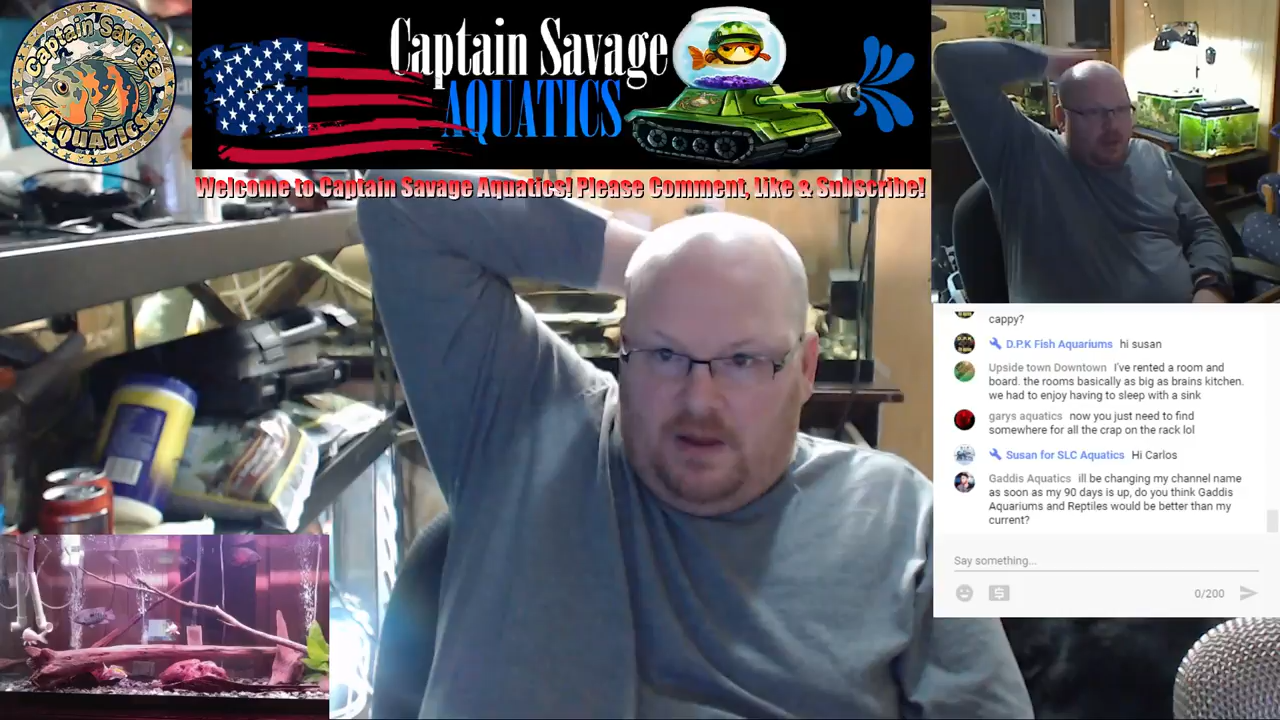 Captain Savage
AQUATICS
Captain Savage
AQUATICS
Welcome to Captain Savage Aquatics! Please Comment, Like & Subscribe!
cappy?
D.P.K Fish Aquariums hi susan
Upside town Downtown I've rented a room and
board. the rooms basically as big as brains kitchen.
we had to enjoy having to sleep with a sink
garys aquatics now you just need to find
somewhere for all the crap on the rack lol
Susan for SLC Aquatics Hi Carlos
Gaddis Aquatics ill be changing my channel name
as soon as my 90 days is up, do you think Gaddis
Aquariums and Reptiles would be better than my
current?
Say something...
0/200